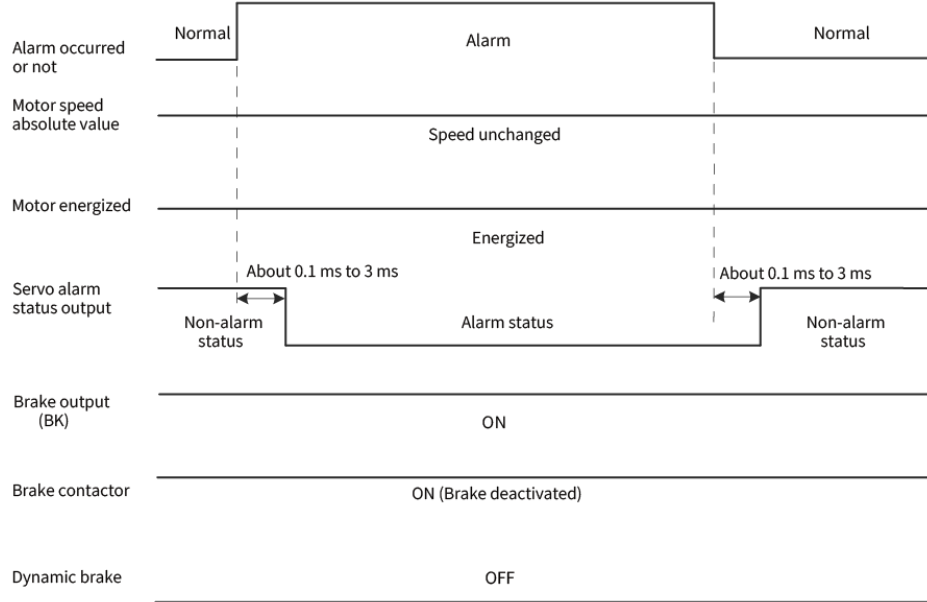 Normal
Alarm
Normal
Alarm occurred
or not
Motor speed
absolute value
Speed unchanged
Motor energized
Energized
About 0.1 ms to 3 ms
About 0.1 ms to 3 ms
Servo alarm
status output
Non-alarm
status
Alarm status
Non-alarm
status
Brake output
(BK)
ON
Brake contactor
ON (Brake deactivated)
Dynamic brake
OFF